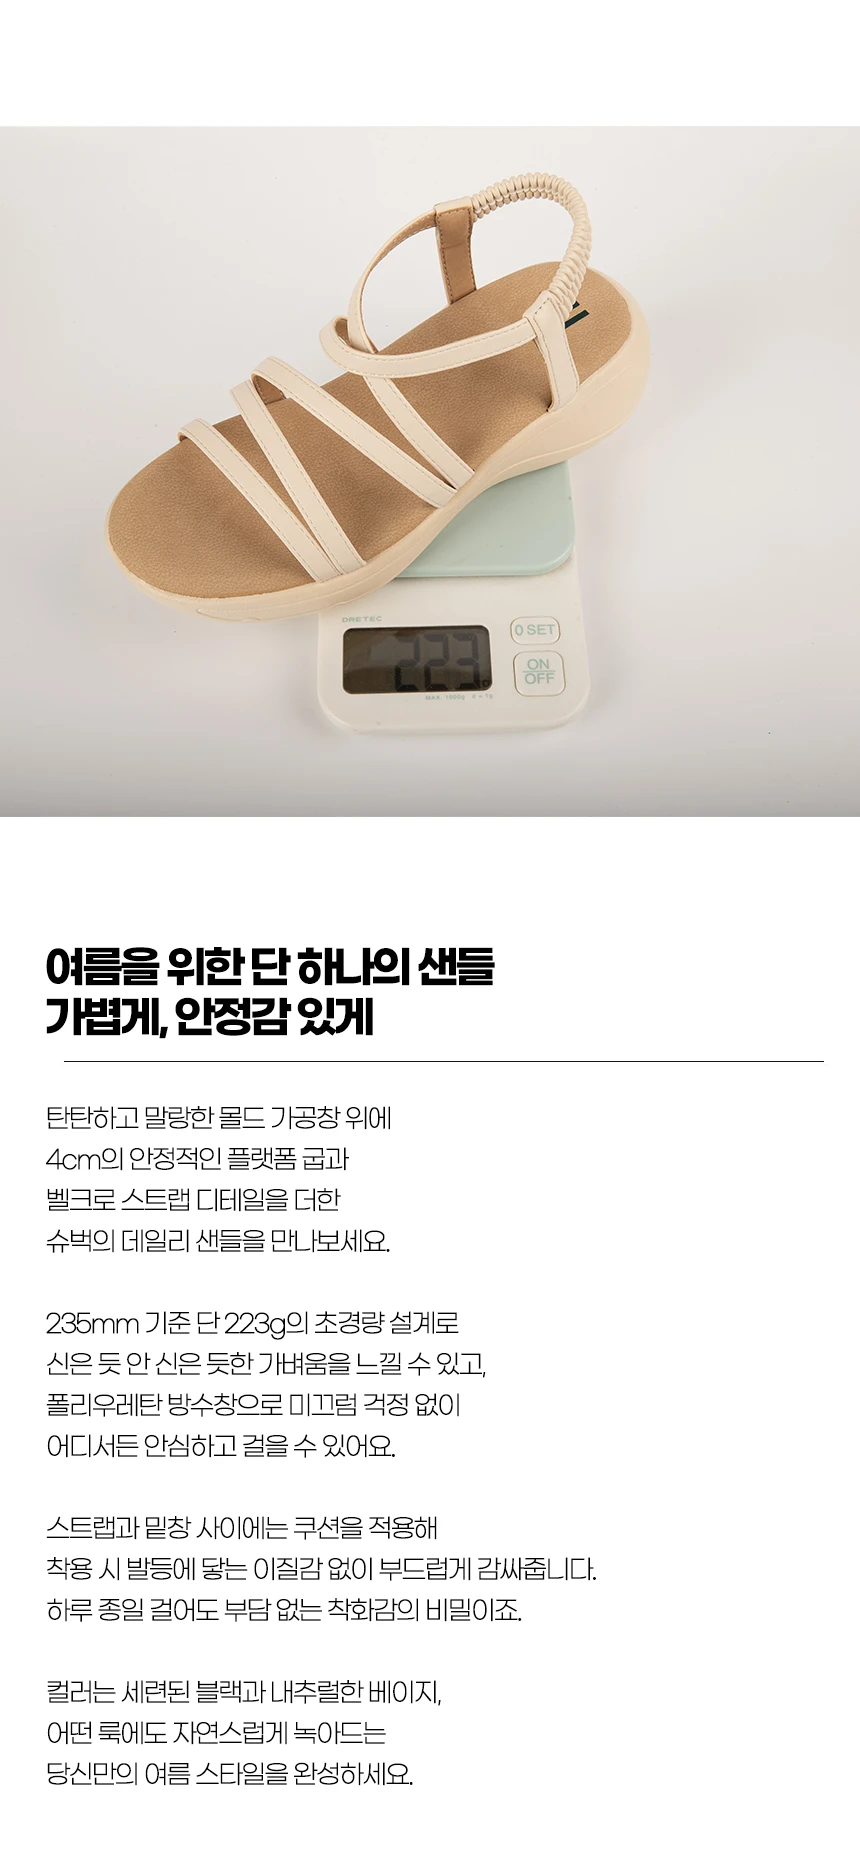 DRETEC
223
0 SET
ON
OFF
MAX. 1000g d = 1g
여름을 위한 단 하나의 샌들
가볍게, 안정감 있게
탄탄하고 말랑한 몰드 가공창 위에
4cm의 안정적인 플랫폼 굽과
벨크로 스트랩 디테일을 더한
슈벅의 데일리 샌들을 만나보세요.
235mm 기준 단 223g의 초경량 설계로
신은 듯 안 신은 듯한 가벼움을 느낄 수 있고,
폴리우레탄 방수창으로 미끄럼 걱정 없이
어디서든 안심하고 걸을 수 있어요.
스트랩과 밑창 사이에는 쿠션을 적용해
착용 시 발등에 닿는 이질감 없이 부드럽게 감싸줍니다.
하루 종일 걸어도 부담 없는 착화감의 비밀이죠.
컬러는 세련된 블랙과 내추럴한 베이지,
어떤 룩에도 자연스럽게 녹아드는
당신만의 여름 스타일을 완성하세요.